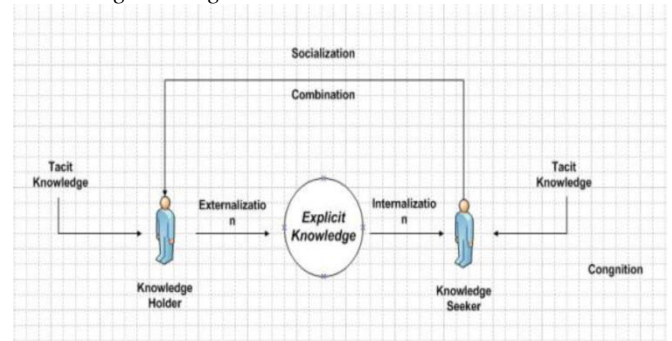 Socialization
Combination
Tacit
Knowledge
Tacit
Knowledge
Externalizatio
n
Explicit
Knowledge
Internalizatio
n
Congnition
Knowledge
Holder
Knowledge
Seeker